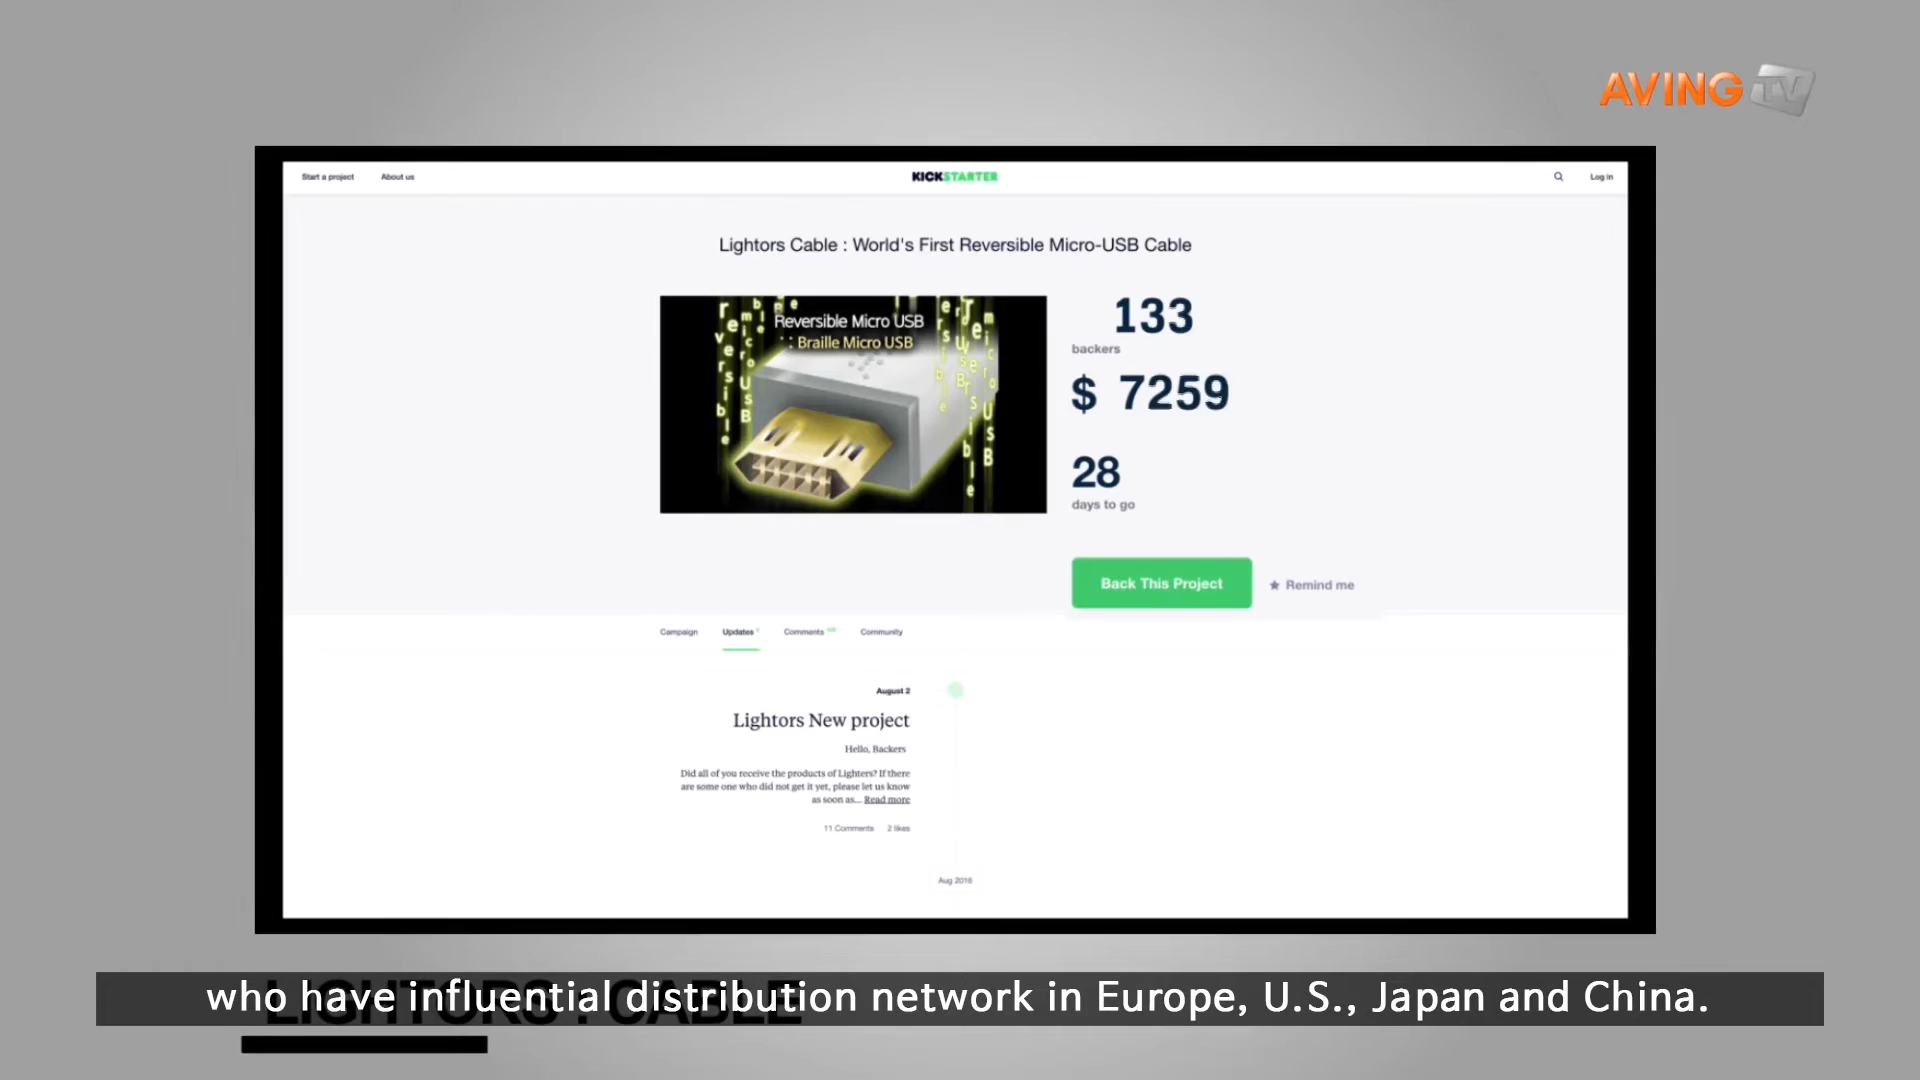 AVING TV
Start a project
About us
KICKSTARTER
Log in
Lightors Cable : World's First Reversible Micro-USB Cable
Reversible Micro USB
Braille Micro USB
133
backers
$ 7259
28
days to go
Back This Project
Remind me
Campaign
Updates
Comments
Community
August 2
Lightors New project
Hello, Backers
Did all of you receive the products of Lighters? If there
are some one who did not get it yet, please let us know
as soon as... Read more
11 Comments 2 likes
Aug 2016
LIGHTORS : CABLE
who have influential distribution network in Europe, U.S., Japan and China.